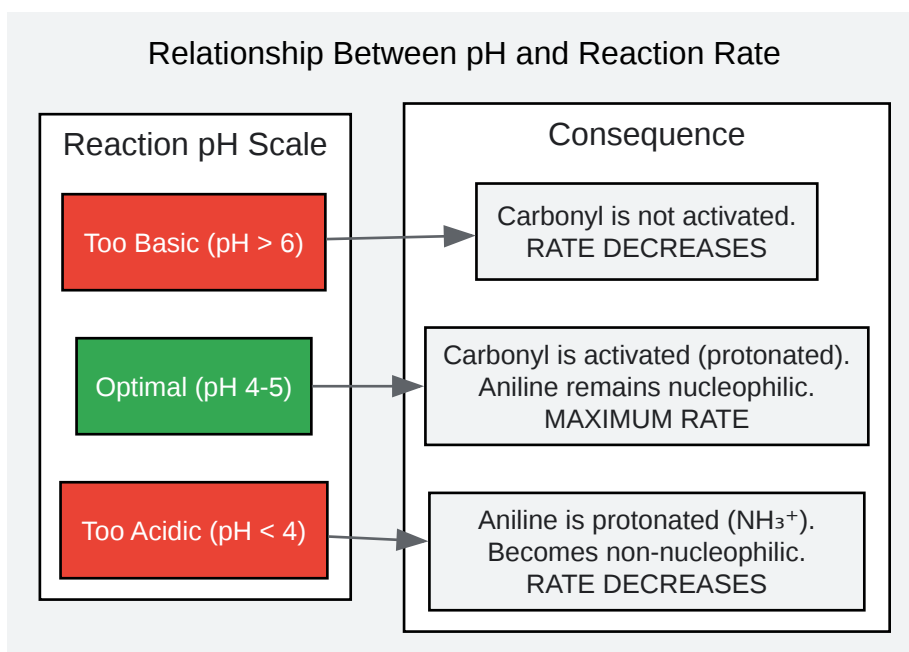 Relationship Between pH and Reaction Rate
Reaction pH Scale
Too Basic (pH > 6)
Optimal (pH 4-5)
Too Acidic (pH < 4)
Consequence
Carbonyl is not activated.
RATE DECREASES
Carbonyl is activated (protonated).
Aniline remains nucleophilic.
MAXIMUM RATE
Aniline is protonated (NH₃⁺).
Becomes non-nucleophilic.
RATE DECREASES